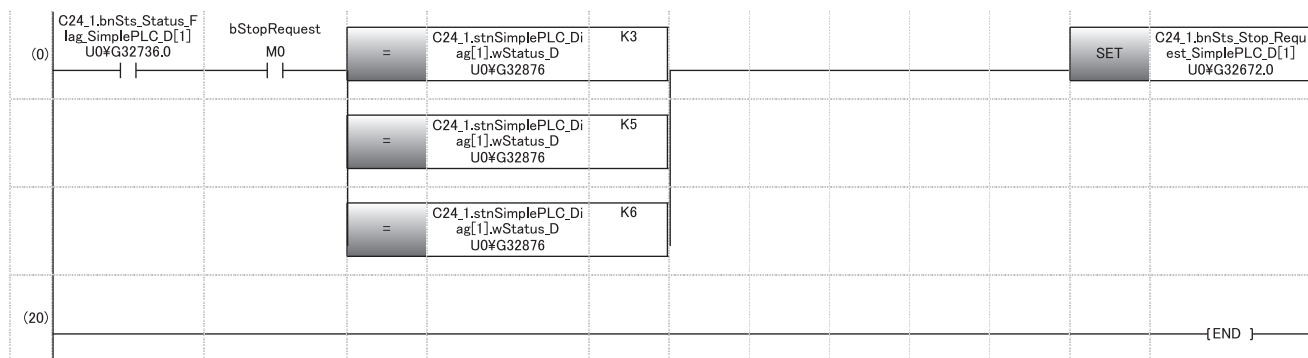 C24_1.bnSts_Status_F
lag_SimplePLC_D[1]
U0¥G32736.0
bStopRequest
M0
(0)
=
C24_1.stnSimplePLC_Di
ag[1].wStatus_D
U0¥G32876
K3
SET
C24_1.bnSts_Stop_Requ
est_SimplePLC_D[1]
U0¥G32672.0
=
C24_1.stnSimplePLC_Di
ag[1].wStatus_D
U0¥G32876
K5
=
C24_1.stnSimplePLC_Di
ag[1].wStatus_D
U0¥G32876
K6
(20)
[END ]